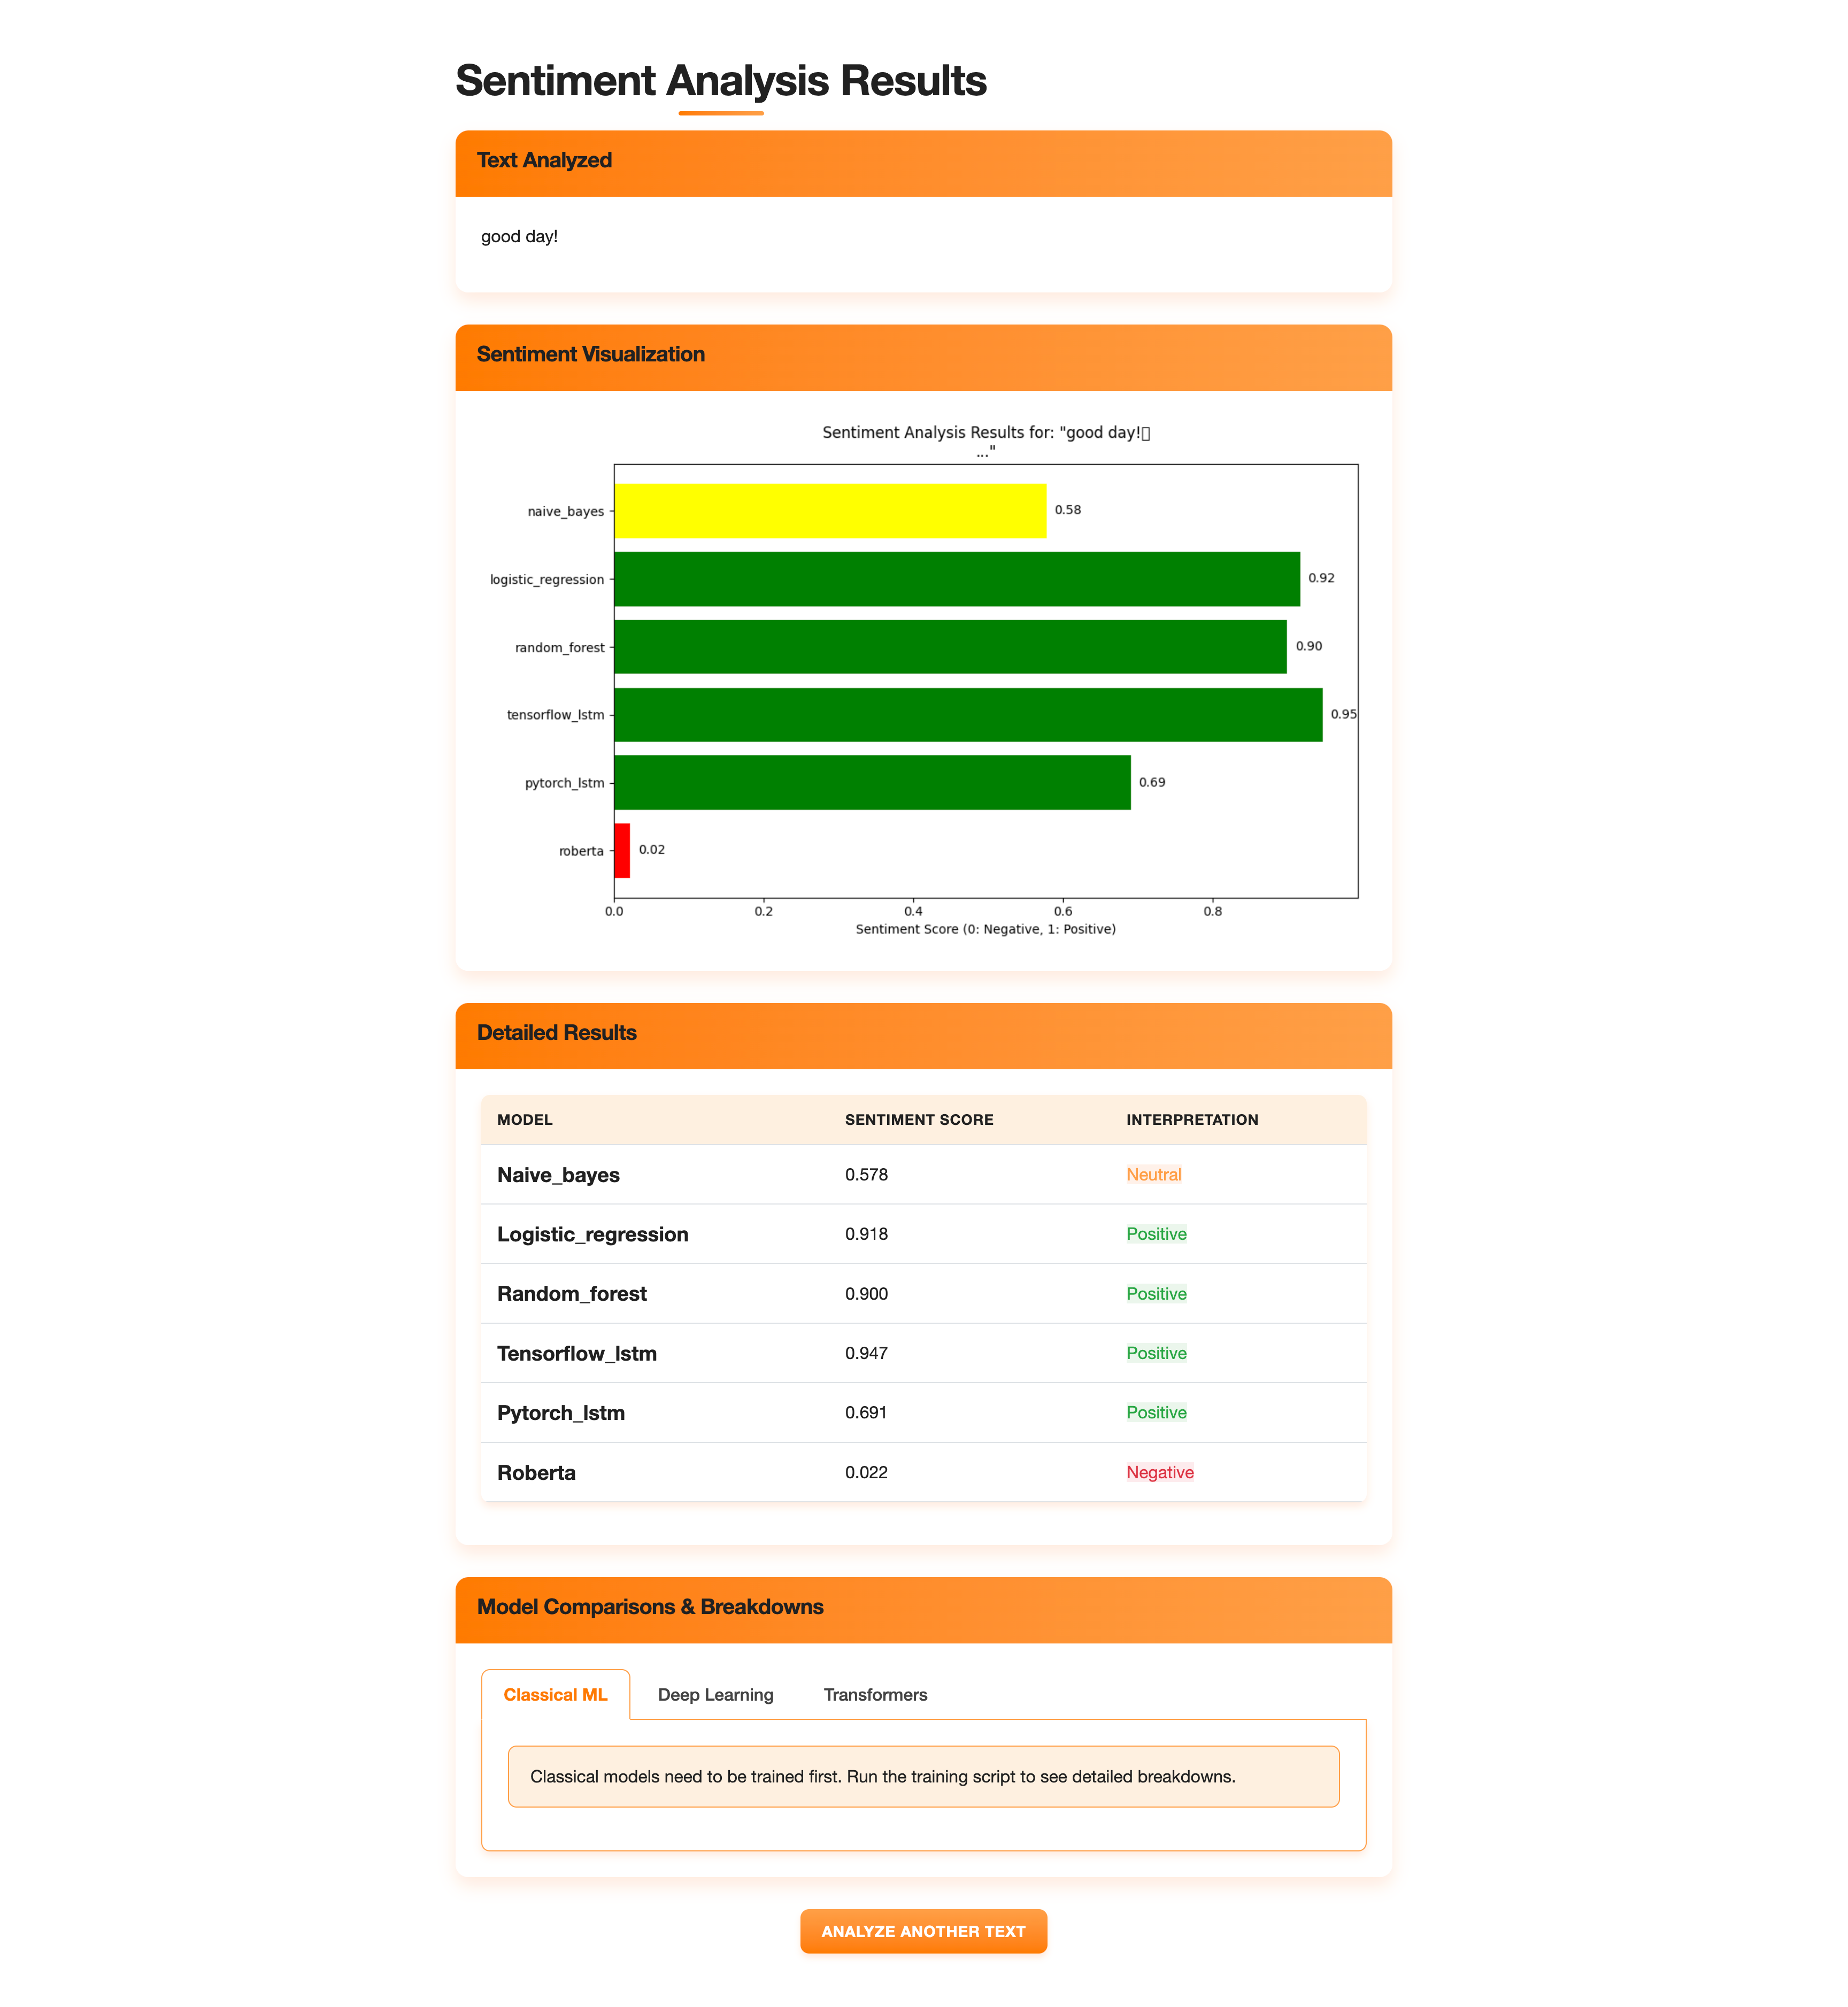 Sentiment Analysis Results
Text Analyzed
good day!
Sentiment Visualization
Sentiment Analysis Results for: "good day!▯
..."
naive_bayes
0.58
logistic_regression
0.92
random_forest
0.90
tensorflow_lstm
0.95
pytorch_lstm
0.69
roberta
0.02
0.0 0.2 0.4 0.6 0.8
Sentiment Score (0: Negative, 1: Positive)
Detailed Results
MODEL SENTIMENT SCORE INTERPRETATION
Naive_bayes 0.578 Neutral
Logistic_regression 0.918 Positive
Random_forest 0.900 Positive
Tensorflow_lstm 0.947 Positive
Pytorch_lstm 0.691 Positive
Roberta 0.022 Negative
Model Comparisons & Breakdowns
Classical ML Deep Learning Transformers
Classical models need to be trained first. Run the training script to see detailed breakdowns.
ANALYZE ANOTHER TEXT